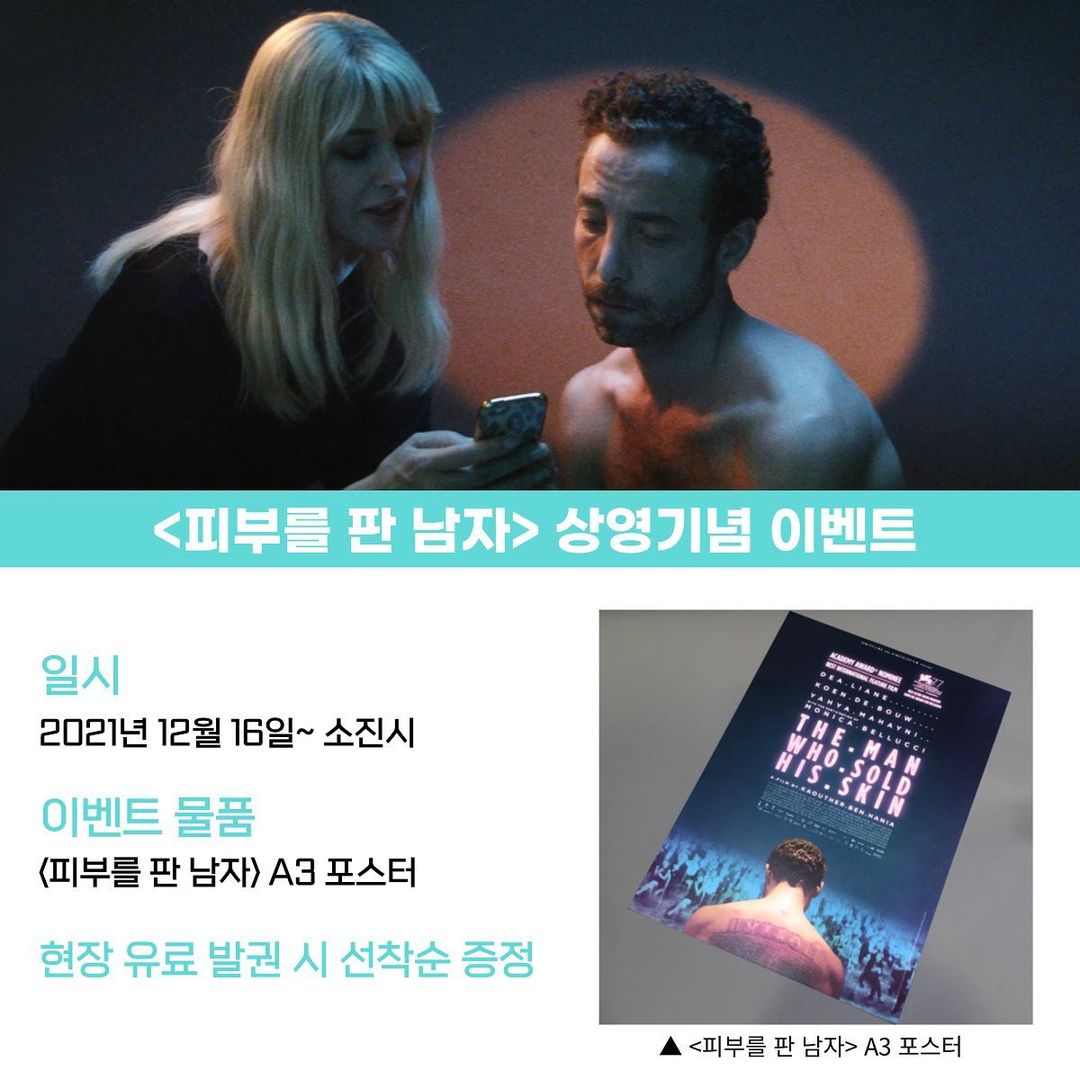 <피부를 판 남자> 상영기념 이벤트
일시
2021년 12월 16일~ 소진시
이벤트 물품
<피부를 판 남자> A3 포스터
현장 유료 발권 시 선착순 증정
ACADEMY AWARD® NOMINEE
BEST INTERNATIONAL FEATURE FILM
77
DEA.LIANE
KOEN.DE.BOUW
YAHYA.MAHAYNI
MONICA.BELLUCCI
THE.MAN
WHO.SOLD
HIS.SKIN
A.FILM.BY.KAOUTHER.BEN.HANIA
▲ <피부를 판 남자> A3 포스터